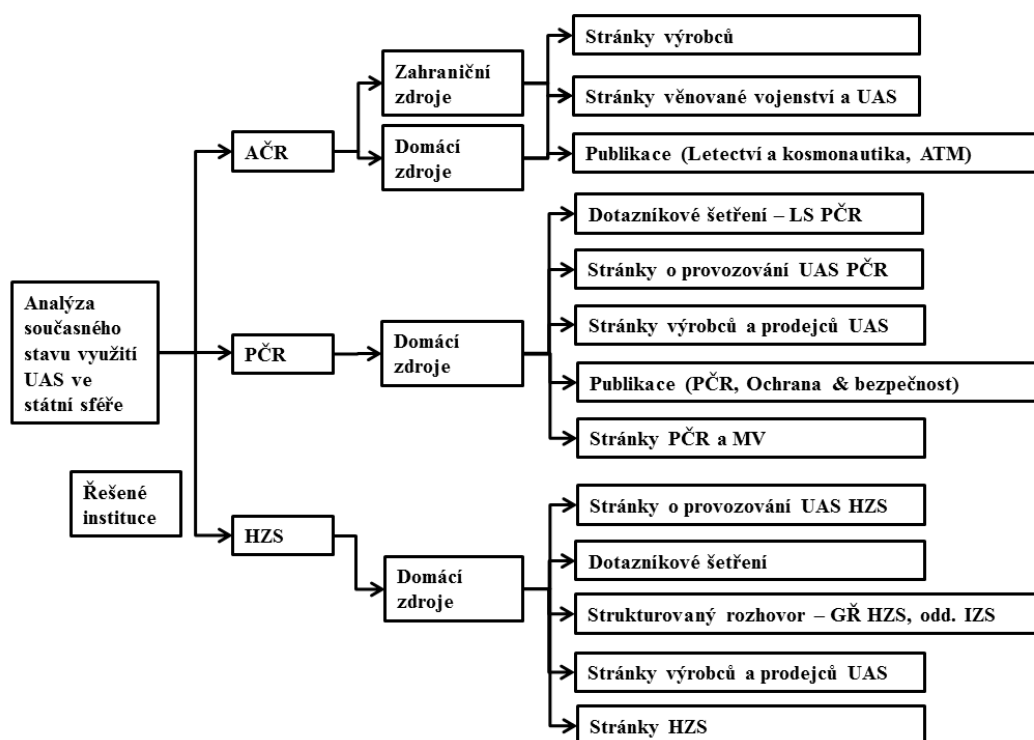 Analýza
současného
stavu využití
UAS ve
státní sféře
Řešené
instituce
AČR
Zahraniční
zdroje
Domácí
zdroje
Stránky výrobců
Stránky věnované vojenství a UAS
Publikace (Letectví a kosmonautika, ATM)
PČR
Domácí
zdroje
Dotazníkové šetření – LS PČR
Stránky o provozování UAS PČR
Stránky výrobců a prodejců UAS
Publikace (PČR, Ochrana & bezpečnost)
Stránky PČR a MV
HZS
Domácí
zdroje
Stránky o provozování UAS HZS
Dotazníkové šetření
Strukturovaný rozhovor – GŘ HZS, odd. IZS
Stránky výrobců a prodejců UAS
Stránky HZS